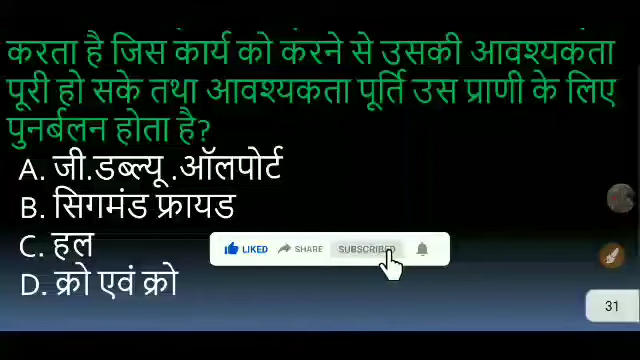 करता है जिस कार्य को करने से उसकी आवश्यकता
पूरी हो सके तथा आवश्यकता पूर्ति उस प्राणी के लिए
पुनर्बलन होता है?
A. जी.डब्ल्यू .ऑलपोर्ट
B. सिगमंड फ्रायड
C. हल
LIKED SHARE SUBSCRIBED
D. क्रो एवं क्रो
31